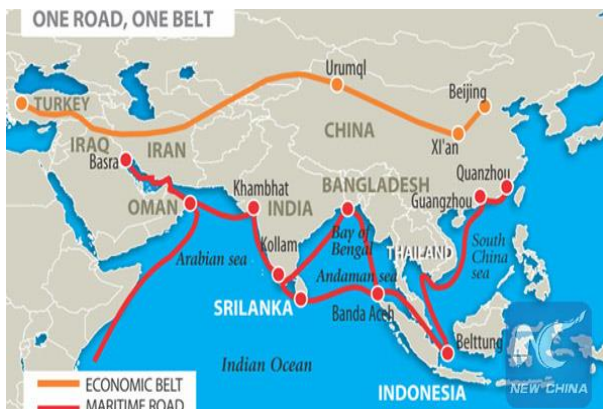 ONE ROAD, ONE BELT
Urumql
Beijing
TURKEY
CHINA
XI'an
IRAQ
IRAN
Basra
Quanzhou
Khambhat
BANGLADESH
Guangzhou
OMAN
INDIA
Bay of
Bengal
South
China
sea
Kollam
THAILAND
Arabian sea
Andaman sea
SRILANKA
Banda Aceh
Belttung
Indian Ocean
INDONESIA
NEW CHINA
ECONOMIC BELT
MARITIME ROAD